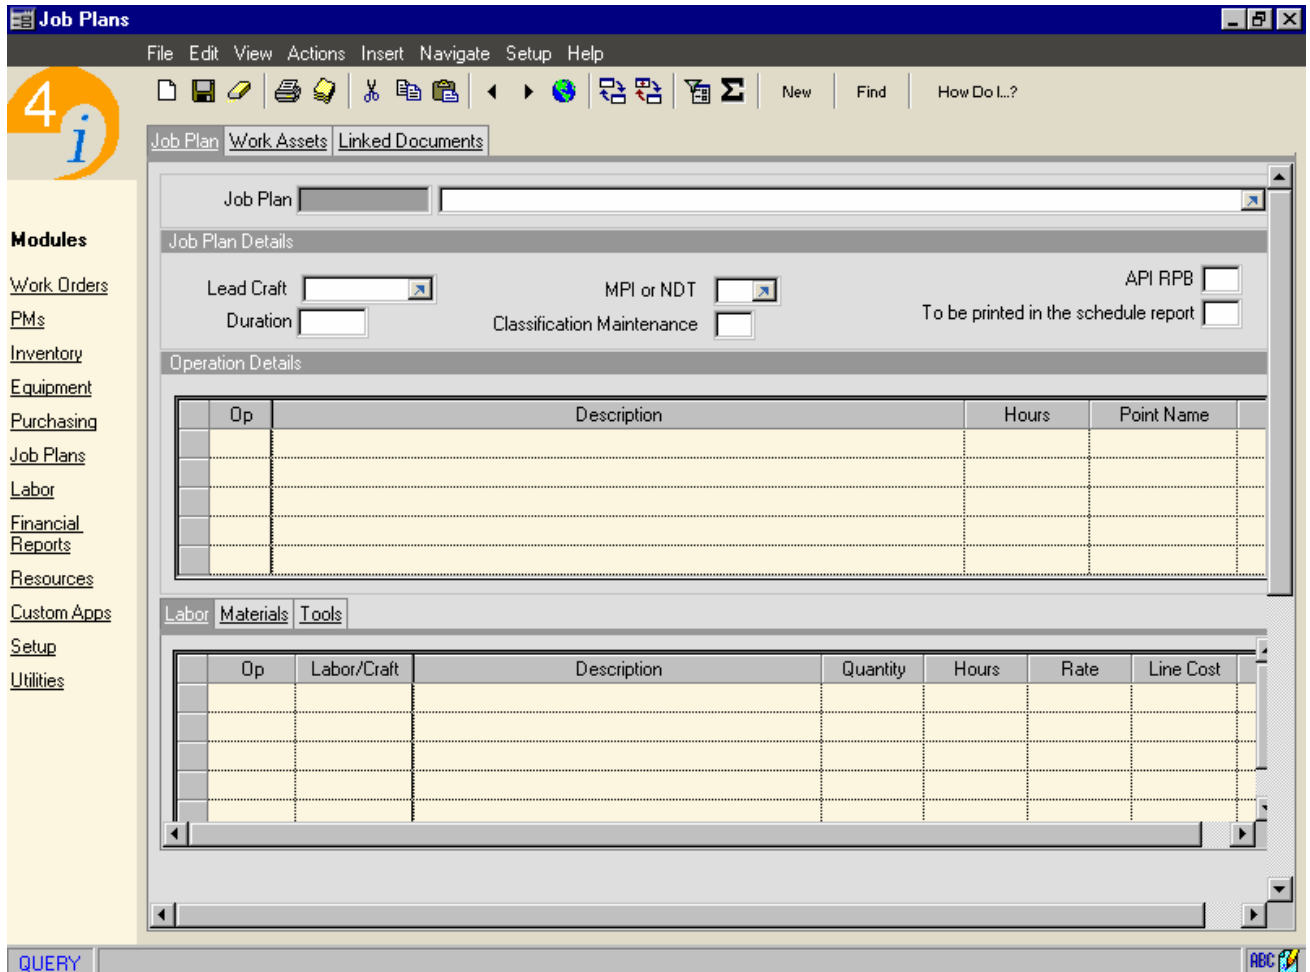 Job Plans
File Edit View Actions Insert Navigate Setup Help
New Find How Do I...?
4i
Job Plan Work Assets Linked Documents
Job Plan
Modules
Work Orders
PMs
Inventory
Equipment
Purchasing
Job Plans
Labor
Financial
Reports
Resources
Custom Apps
Setup
Utilities
Job Plan Details
Lead Craft MPI or NDT API RPB
Duration Classification Maintenance To be printed in the schedule report
Operation Details
Op Description Hours Point Name
Labor Materials Tools
Op Labor/Craft Description Quantity Hours Rate Line Cost
QUERY ABC